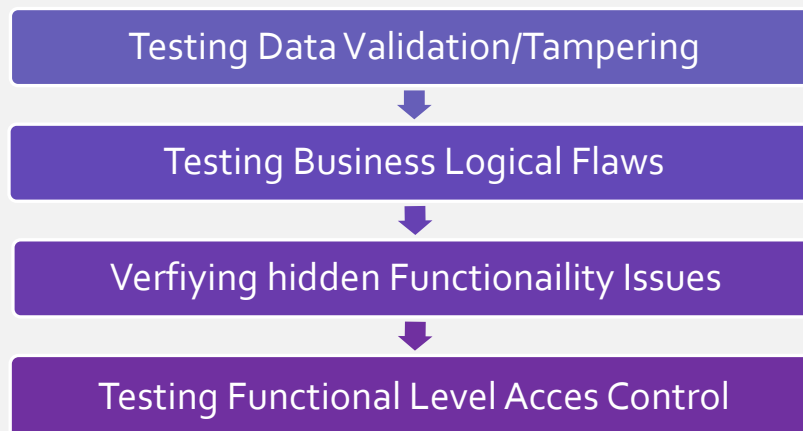 Testing Data Validation/Tampering
Testing Business Logical Flaws
Verfiying hidden Functionaility Issues
Testing Functional Level Acces Control